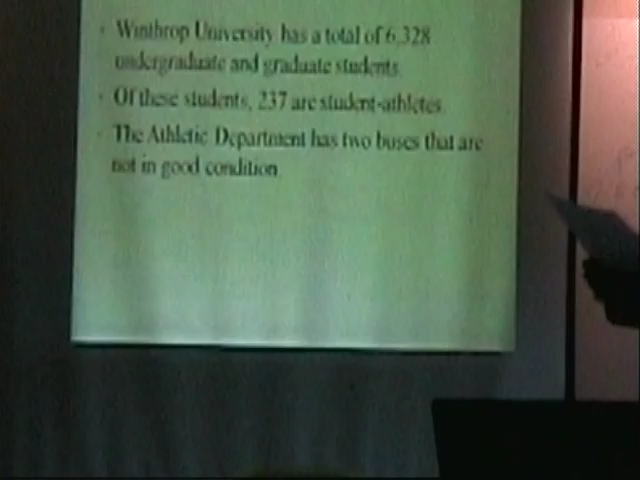 Winthrop University has a total of 6,328
undergraduate and graduate students.
Of these students, 237 are student-athletes.
The Athletic Department has two buses that are
not in good condition.